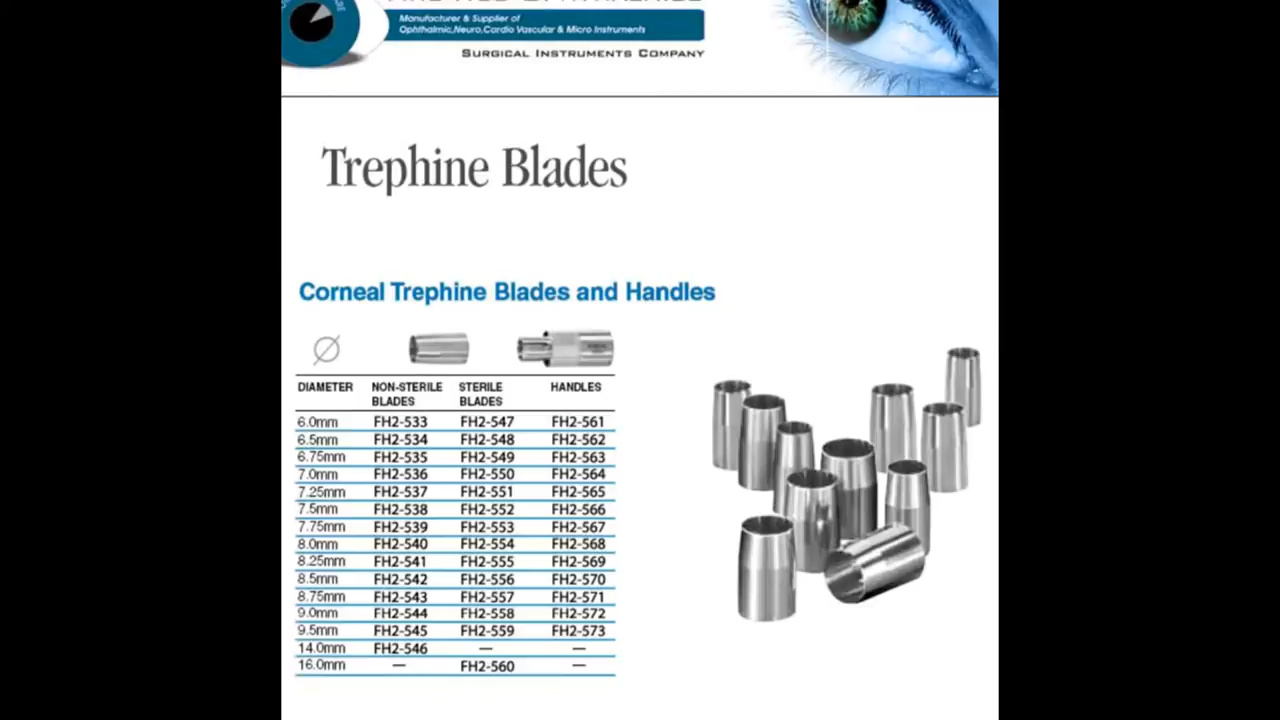 Manufacturer & Supplier of
Ophthalmic,Neuro,Cardio Vascular & Micro Instruments
Surgical Instruments Company
Trephine Blades
Corneal Trephine Blades and Handles
DIAMETER NON-STERILE BLADES STERILE BLADES HANDLES
6.0mm FH2-533 FH2-547 FH2-561
6.5mm FH2-534 FH2-548 FH2-562
6.75mm FH2-535 FH2-549 FH2-563
7.0mm FH2-536 FH2-550 FH2-564
7.25mm FH2-537 FH2-551 FH2-565
7.5mm FH2-538 FH2-552 FH2-566
7.75mm FH2-539 FH2-553 FH2-567
8.0mm FH2-540 FH2-554 FH2-568
8.25mm FH2-541 FH2-555 FH2-569
8.5mm FH2-542 FH2-556 FH2-570
8.75mm FH2-543 FH2-557 FH2-571
9.0mm FH2-544 FH2-558 FH2-572
9.5mm FH2-545 FH2-559 FH2-573
14.0mm FH2-546 — —
16.0mm — FH2-560 —